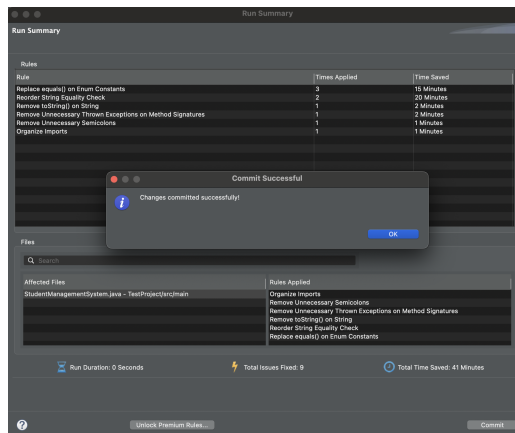 Run Summary
Run Summary
Rules
Rule Times Applied Time Saved
Replace equals() on Enum Constants 3 15 Minutes
Reorder String Equality Check 2 20 Minutes
Remove toString() on String 1 2 Minutes
Remove Unnecessary Thrown Exceptions on Method Signatures 1 2 Minutes
Remove Unnecessary Semicolons 1 1 Minutes
Organize Imports 1 1 Minutes
Commit Successful
Changes committed successfully!
OK
Files
Search
Affected Files Rules Applied
StudentManagementSystem.java - TestProject/src/main Organize Imports
Remove Unnecessary Semicolons
Remove Unnecessary Thrown Exceptions on Method Signatures
Remove toString() on String
Reorder String Equality Check
Replace equals() on Enum Constants
Run Duration: 0 Seconds Total Issues Fixed: 9 Total Time Saved: 41 Minutes
? Unlock Premium Rules... Commit